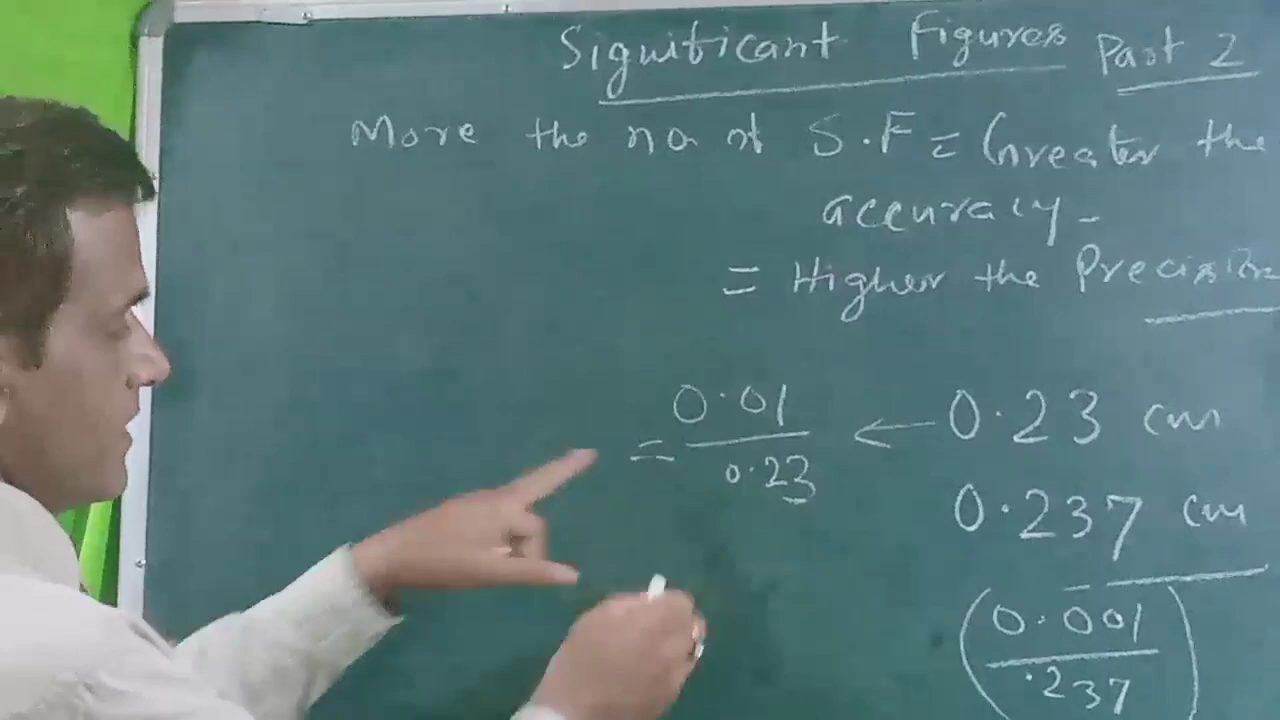 Significant Figures Part 2
More the no of S.F = Greater the
accuracy -
= Higher the Precision
= 0.01 / 0.23 ← 0.23 cm
0.237 cm
(0.001 / .237)